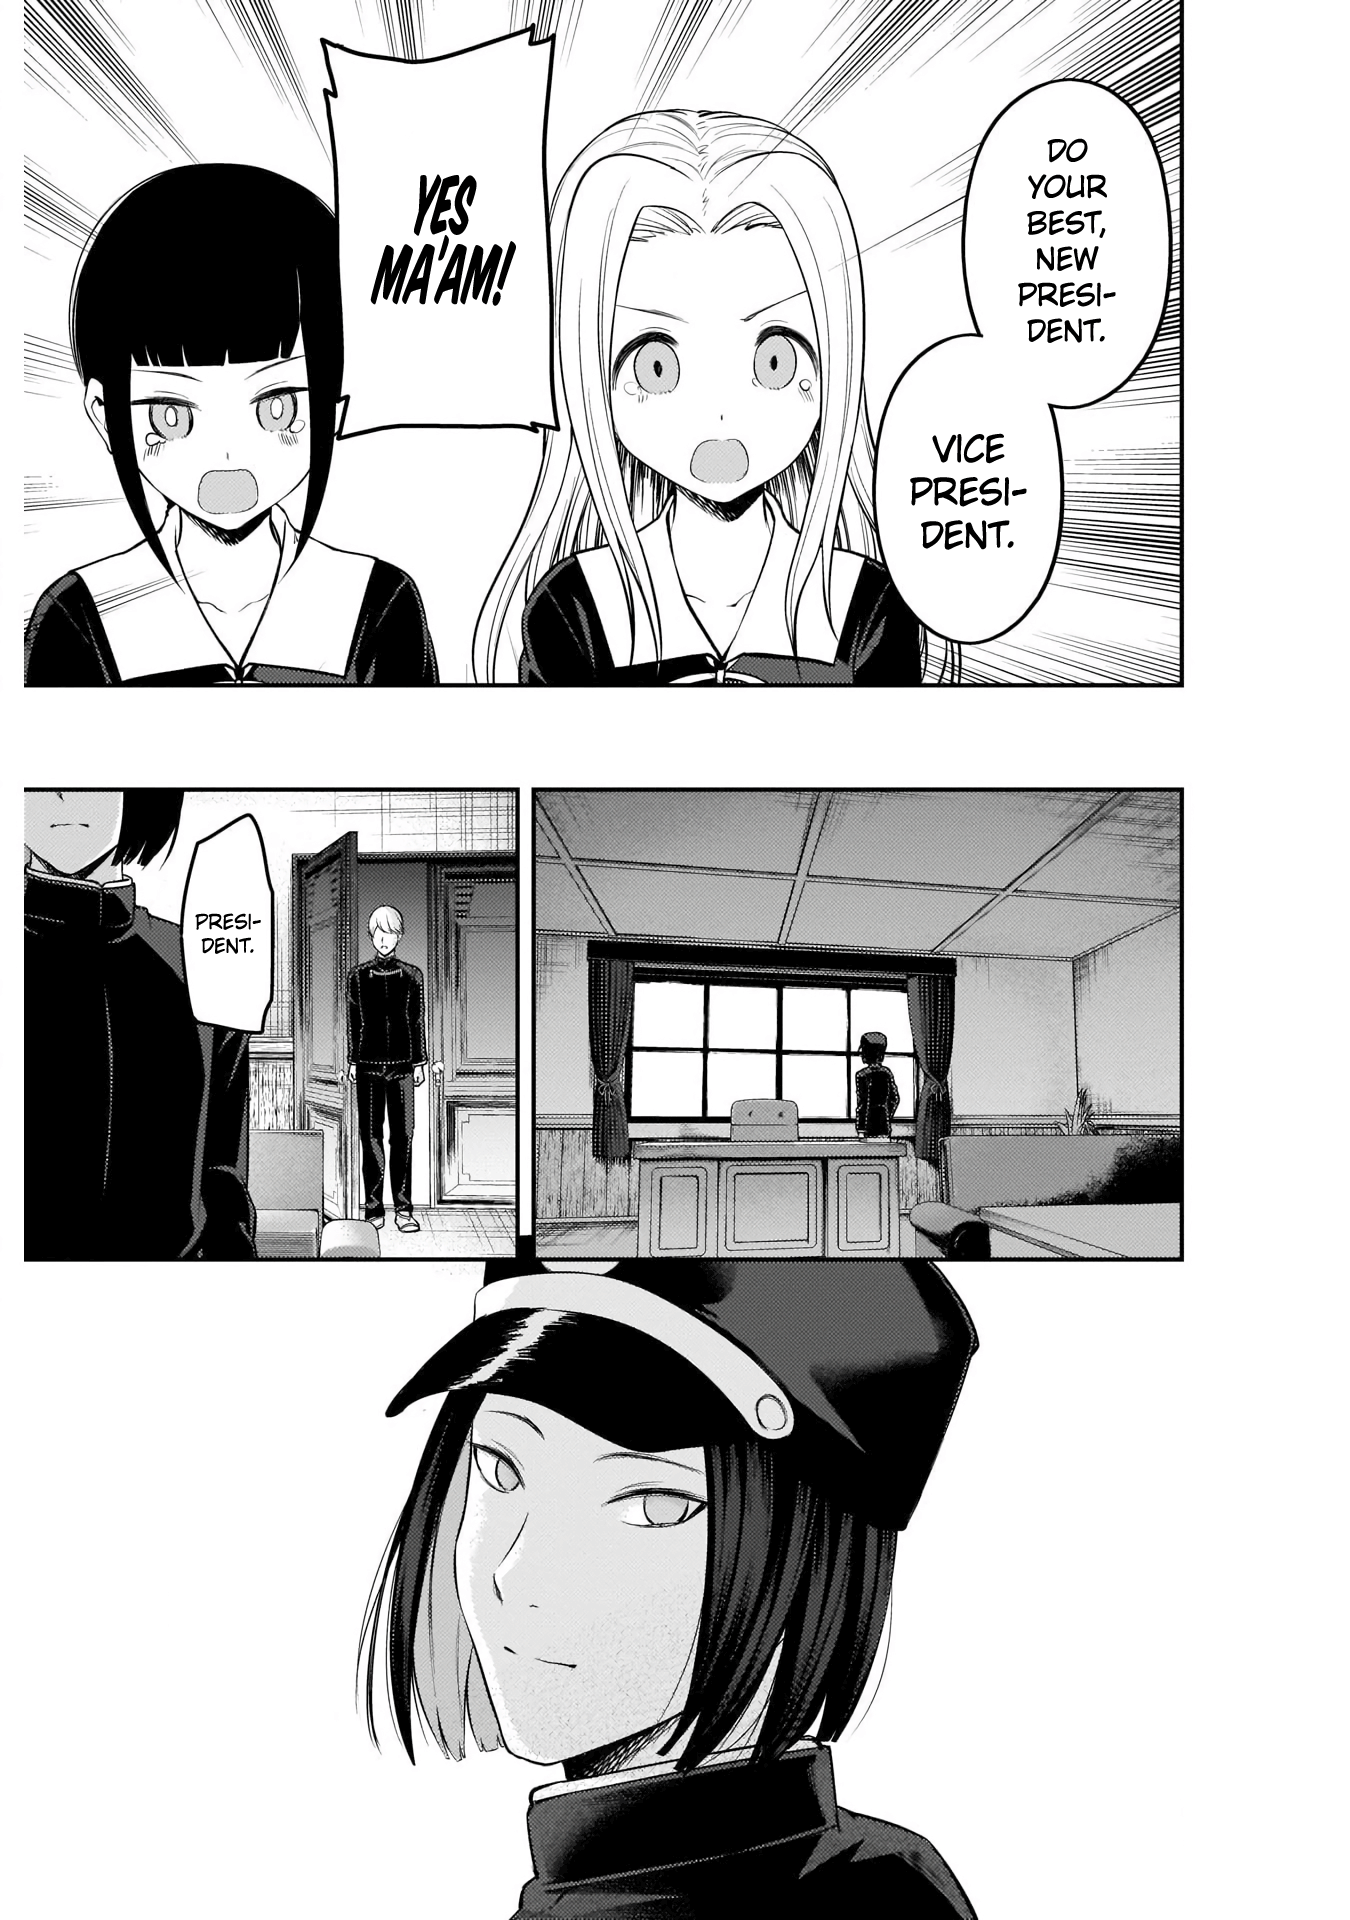 DO
YOUR
BEST,
NEW
PRESI-
DENT.
VICE
PRESI-
DENT.
YES
MA'AM!
PRESI-
DENT.